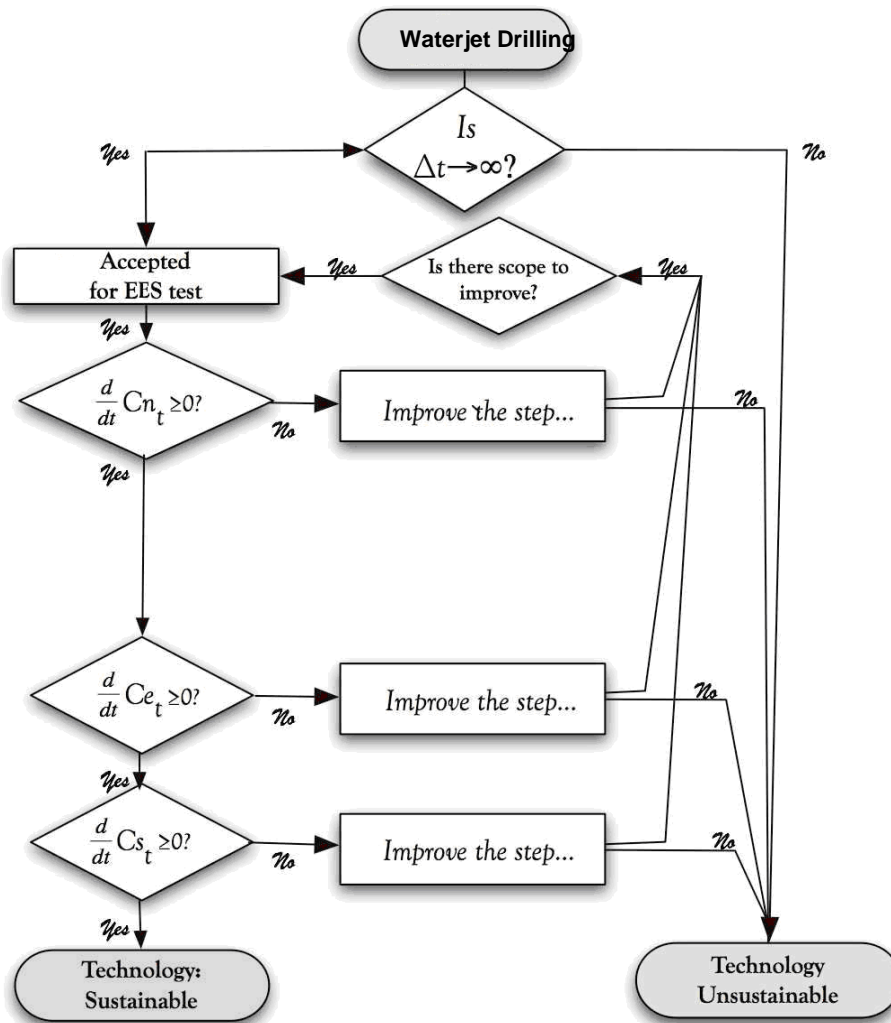 Waterjet Drilling
Is
Δt→∞?
Yes
No
Accepted
for EES test
Yes
Is there scope to
improve?
Yes
Yes
d/dt Cn_t ≥0?
No
Improve the step...
No
Yes
d/dt Ce_t ≥0?
No
Improve the step...
No
Yes
d/dt Cs_t ≥0?
No
Improve the step...
No
Yes
Technology:
Sustainable
Technology
Unsustainable